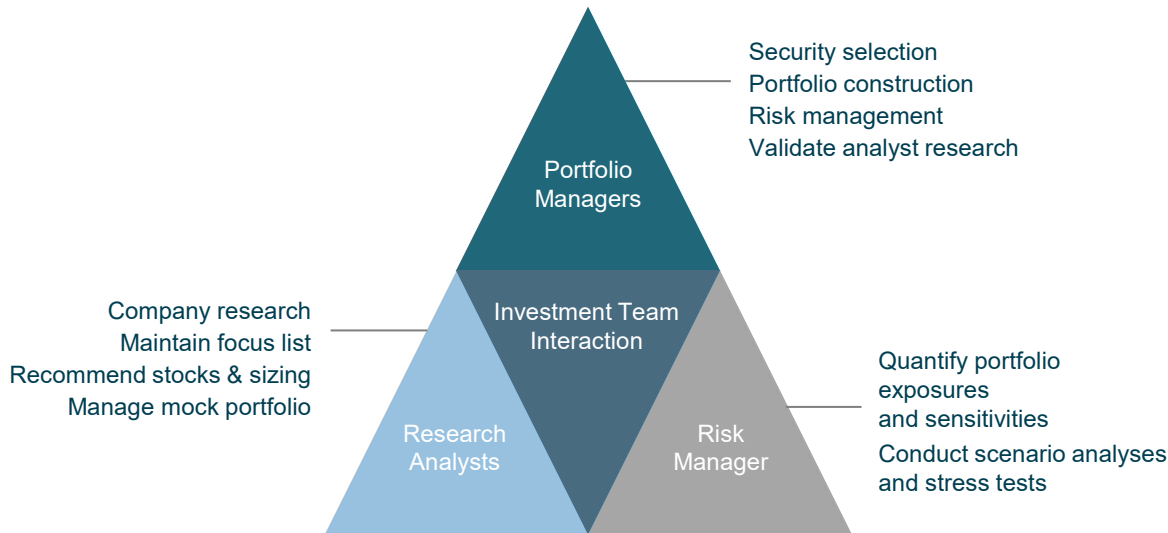 Security selection
Portfolio construction
Risk management
Validate analyst research
Portfolio
Managers
Investment Team
Interaction
Company research
Maintain focus list
Recommend stocks & sizing
Manage mock portfolio
Research
Analysts
Risk
Manager
Quantify portfolio
exposures
and sensitivities
Conduct scenario analyses
and stress tests